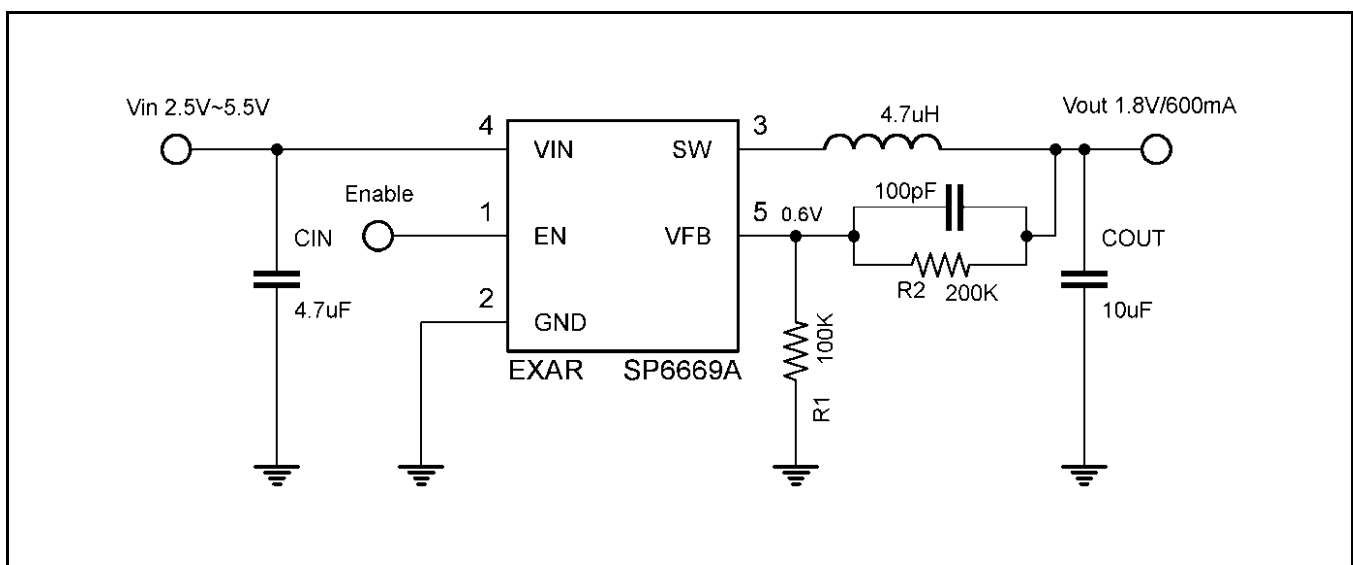 Vin 2.5V~5.5V
Vout 1.8V/600mA
4
3
4.7uH
VIN
SW
100pF
Enable
1
5
0.6V
CIN
EN
VFB
COUT
R2
200K
4.7uF
2
GND
10uF
100K
R1
EXAR
SP6669A